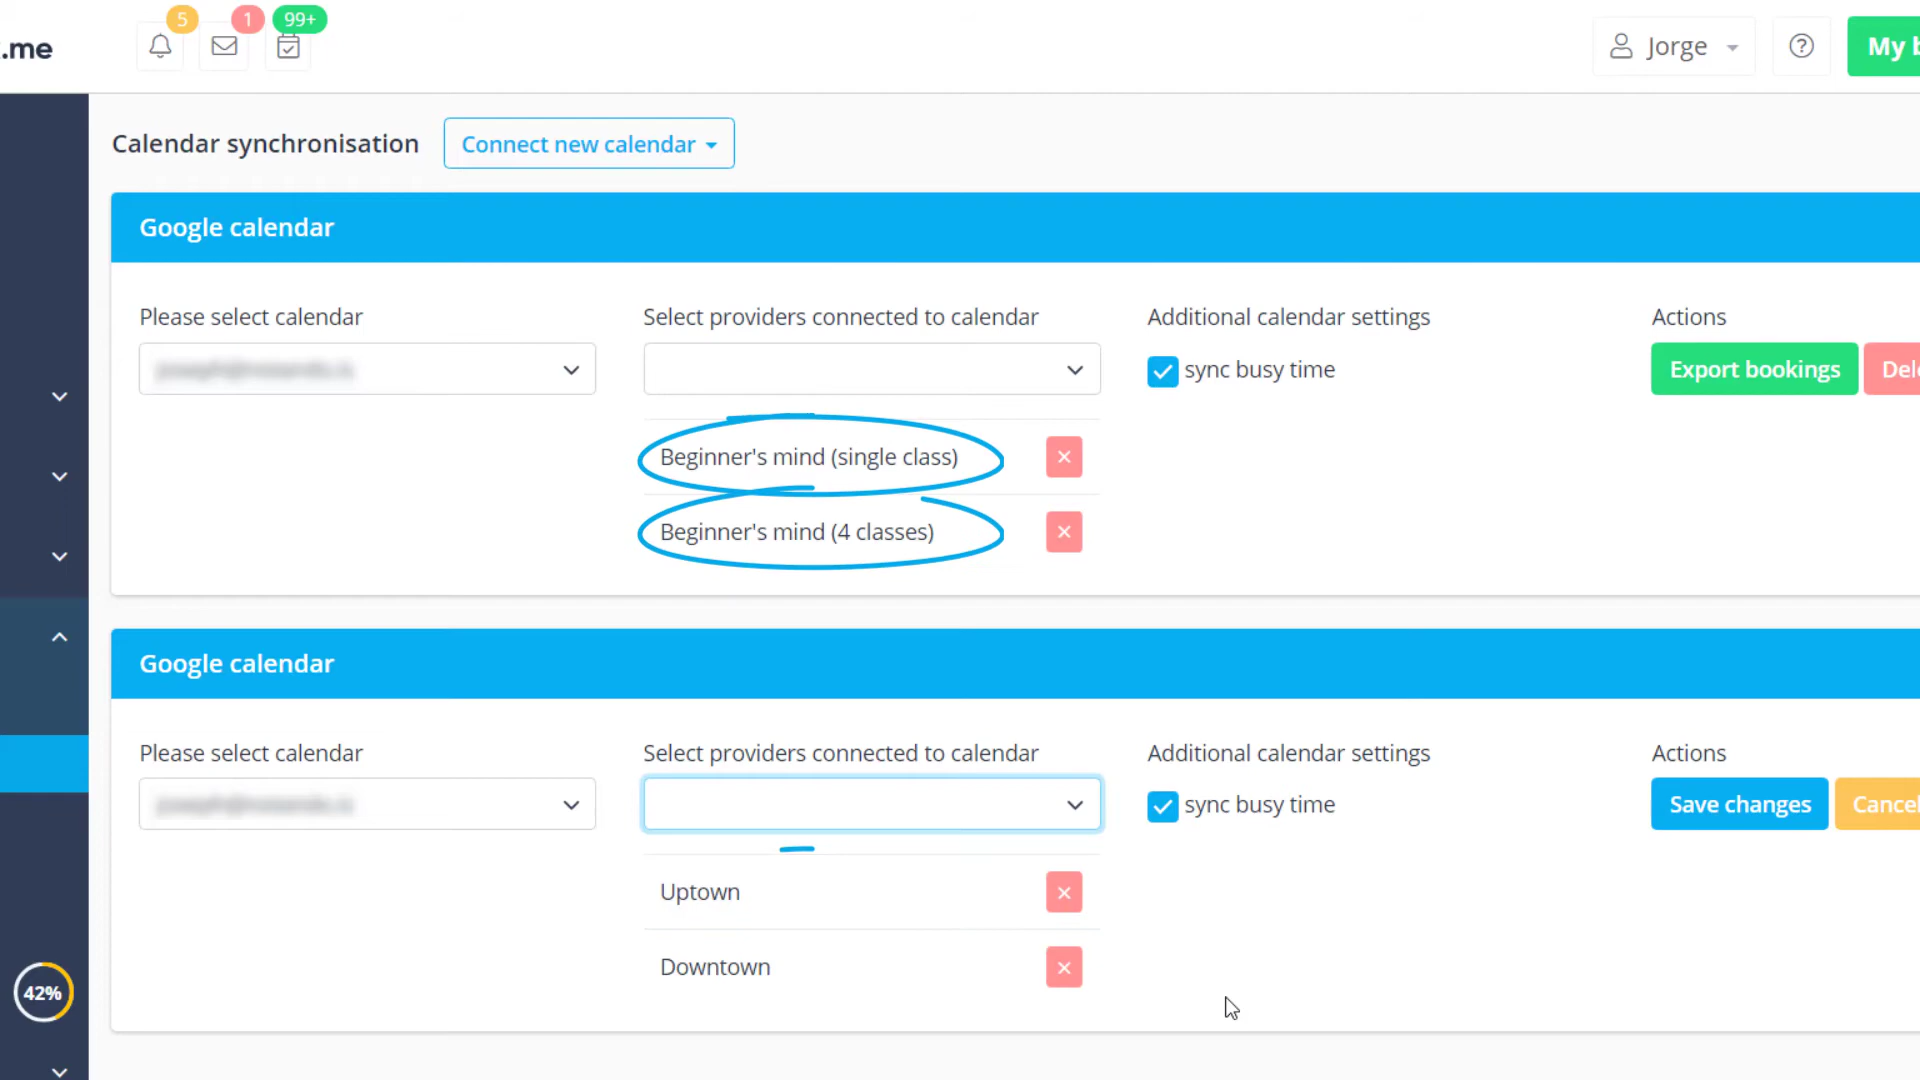 .me
5
1
99+
Jorge
My b
Calendar synchronisation
Connect new calendar
Google calendar
Please select calendar
Select providers connected to calendar
Additional calendar settings
Actions
sync busy time
Export bookings
Dele
Beginner's mind (single class)
Beginner's mind (4 classes)
Google calendar
Please select calendar
Select providers connected to calendar
Additional calendar settings
Actions
sync busy time
Save changes
Cancel
Uptown
Downtown
42%